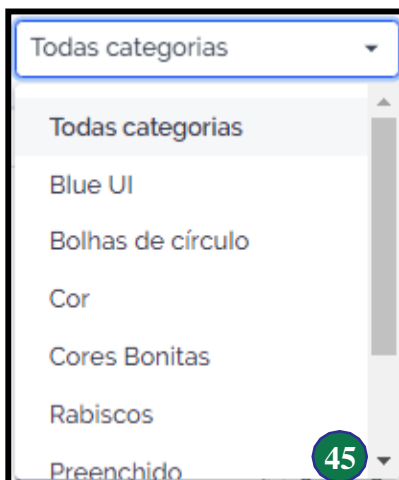 Todas categorias
Todas categorias
Blue UI
Bolhas de círculo
Cor
Cores Bonitas
Rabiscos
45
Preenchido